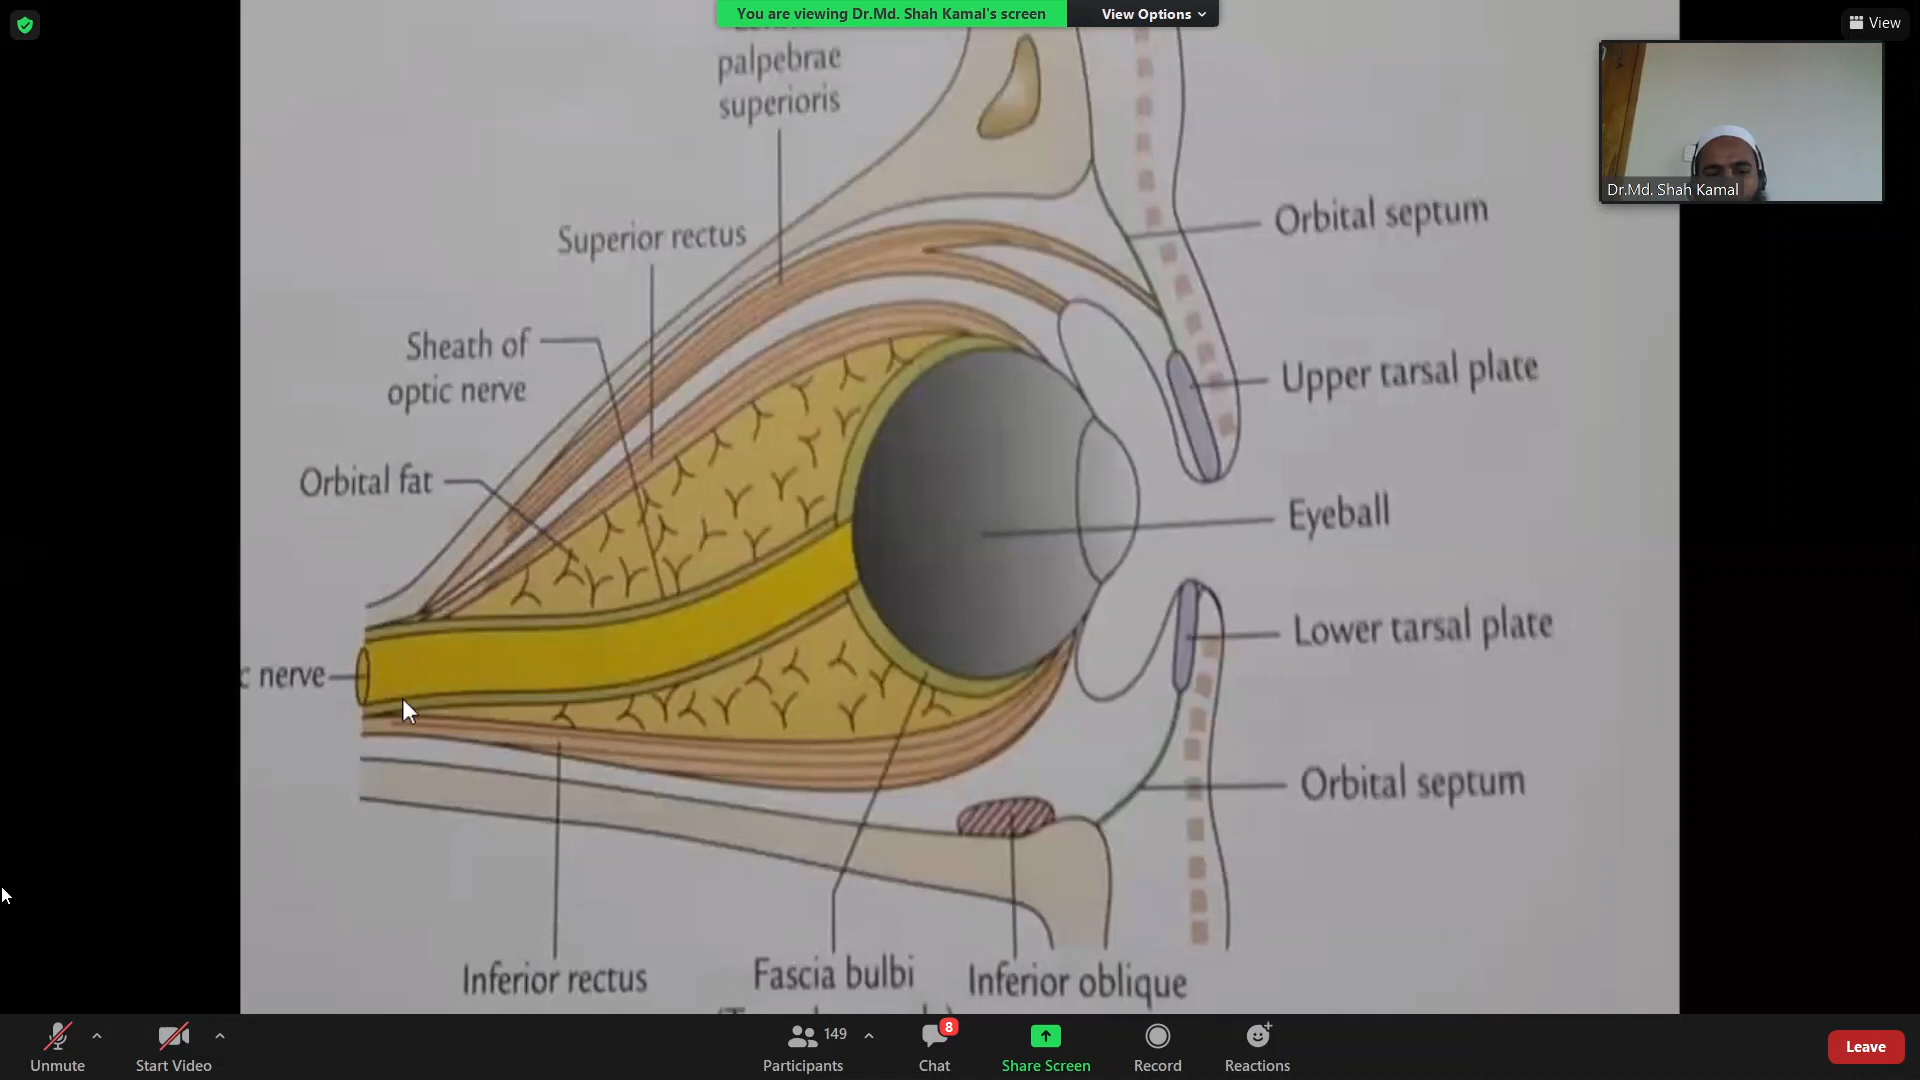 You are viewing Dr.Md. Shah Kamal's screen
View Options
View
palpebrae
superioris
Dr.Md. Shah Kamal
Orbital septum
Superior rectus
Sheath of
optic nerve
Upper tarsal plate
Orbital fat
Eyeball
Lower tarsal plate
c nerve
Orbital septum
Inferior rectus
Fascia bulbi
Inferior oblique
149
8
Unmute
Start Video
Participants
Chat
Share Screen
Record
Reactions
Leave